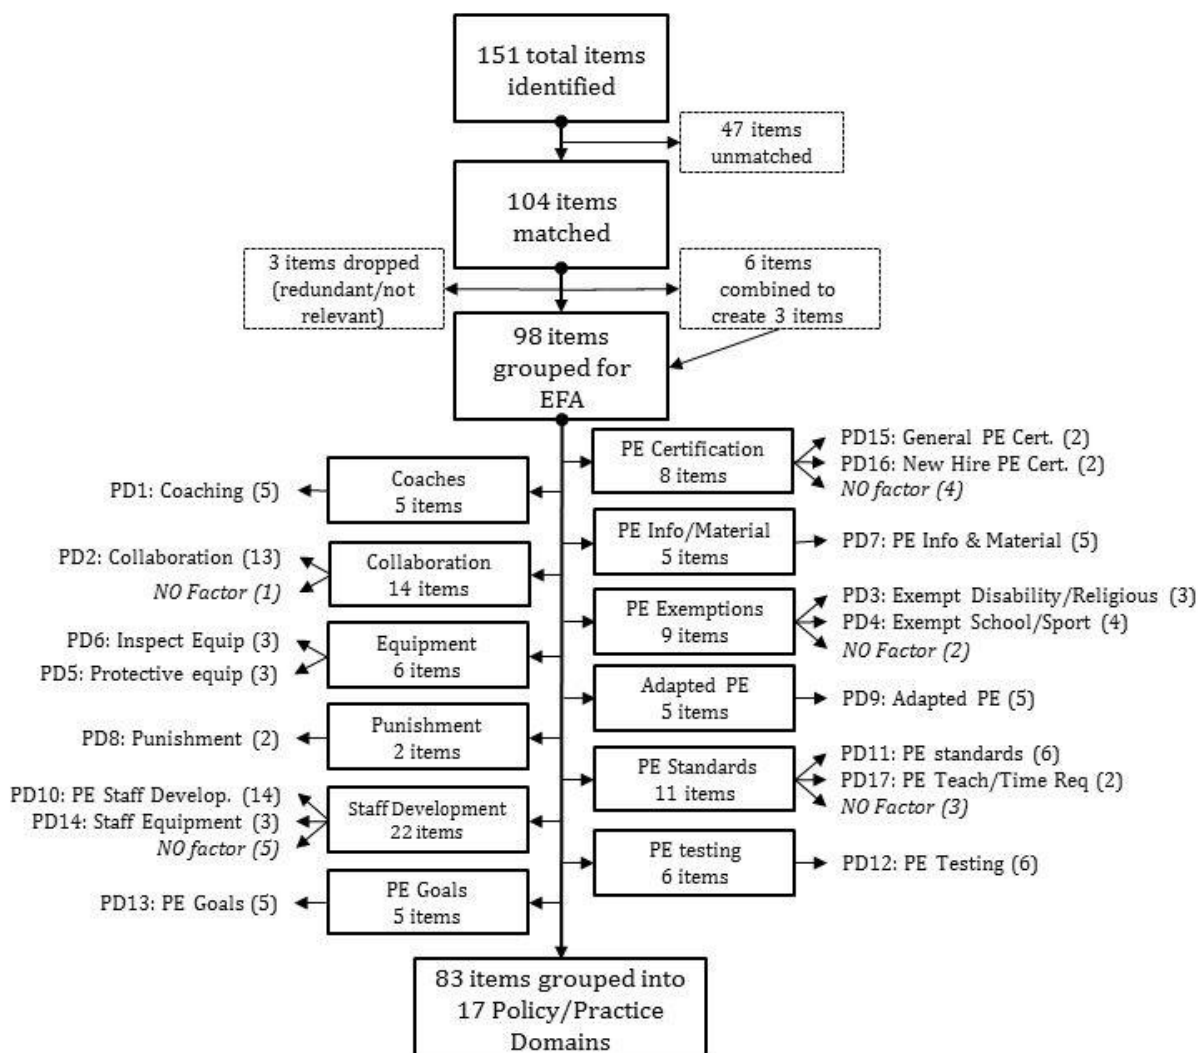 151 total items
identified
47 items
unmatched
104 items
matched
3 items dropped
(redundant/not
relevant)
6 items
combined to
create 3 items
98 items
grouped for
EFA
PE Certification
8 items
PD15: General PE Cert. (2)
PD16: New Hire PE Cert. (2)
NO factor (4)
PD1: Coaching (5)
Coaches
5 items
PE Info/Material
5 items
PD7: PE Info & Material (5)
PD2: Collaboration (13)
NO Factor (1)
Collaboration
14 items
PE Exemptions
9 items
PD3: Exempt Disability/Religious (3)
PD4: Exempt School/Sport (4)
NO Factor (2)
PD6: Inspect Equip (3)
PD5: Protective equip (3)
Equipment
6 items
Adapted PE
5 items
PD9: Adapted PE (5)
PD8: Punishment (2)
Punishment
2 items
PE Standards
11 items
PD11: PE standards (6)
PD17: PE Teach/Time Req (2)
NO Factor (3)
PD10: PE Staff Develop. (14)
PD14: Staff Equipment (3)
NO factor (5)
Staff Development
22 items
PE testing
6 items
PD12: PE Testing (6)
PD13: PE Goals (5)
PE Goals
5 items
83 items grouped into
17 Policy/Practice
Domains